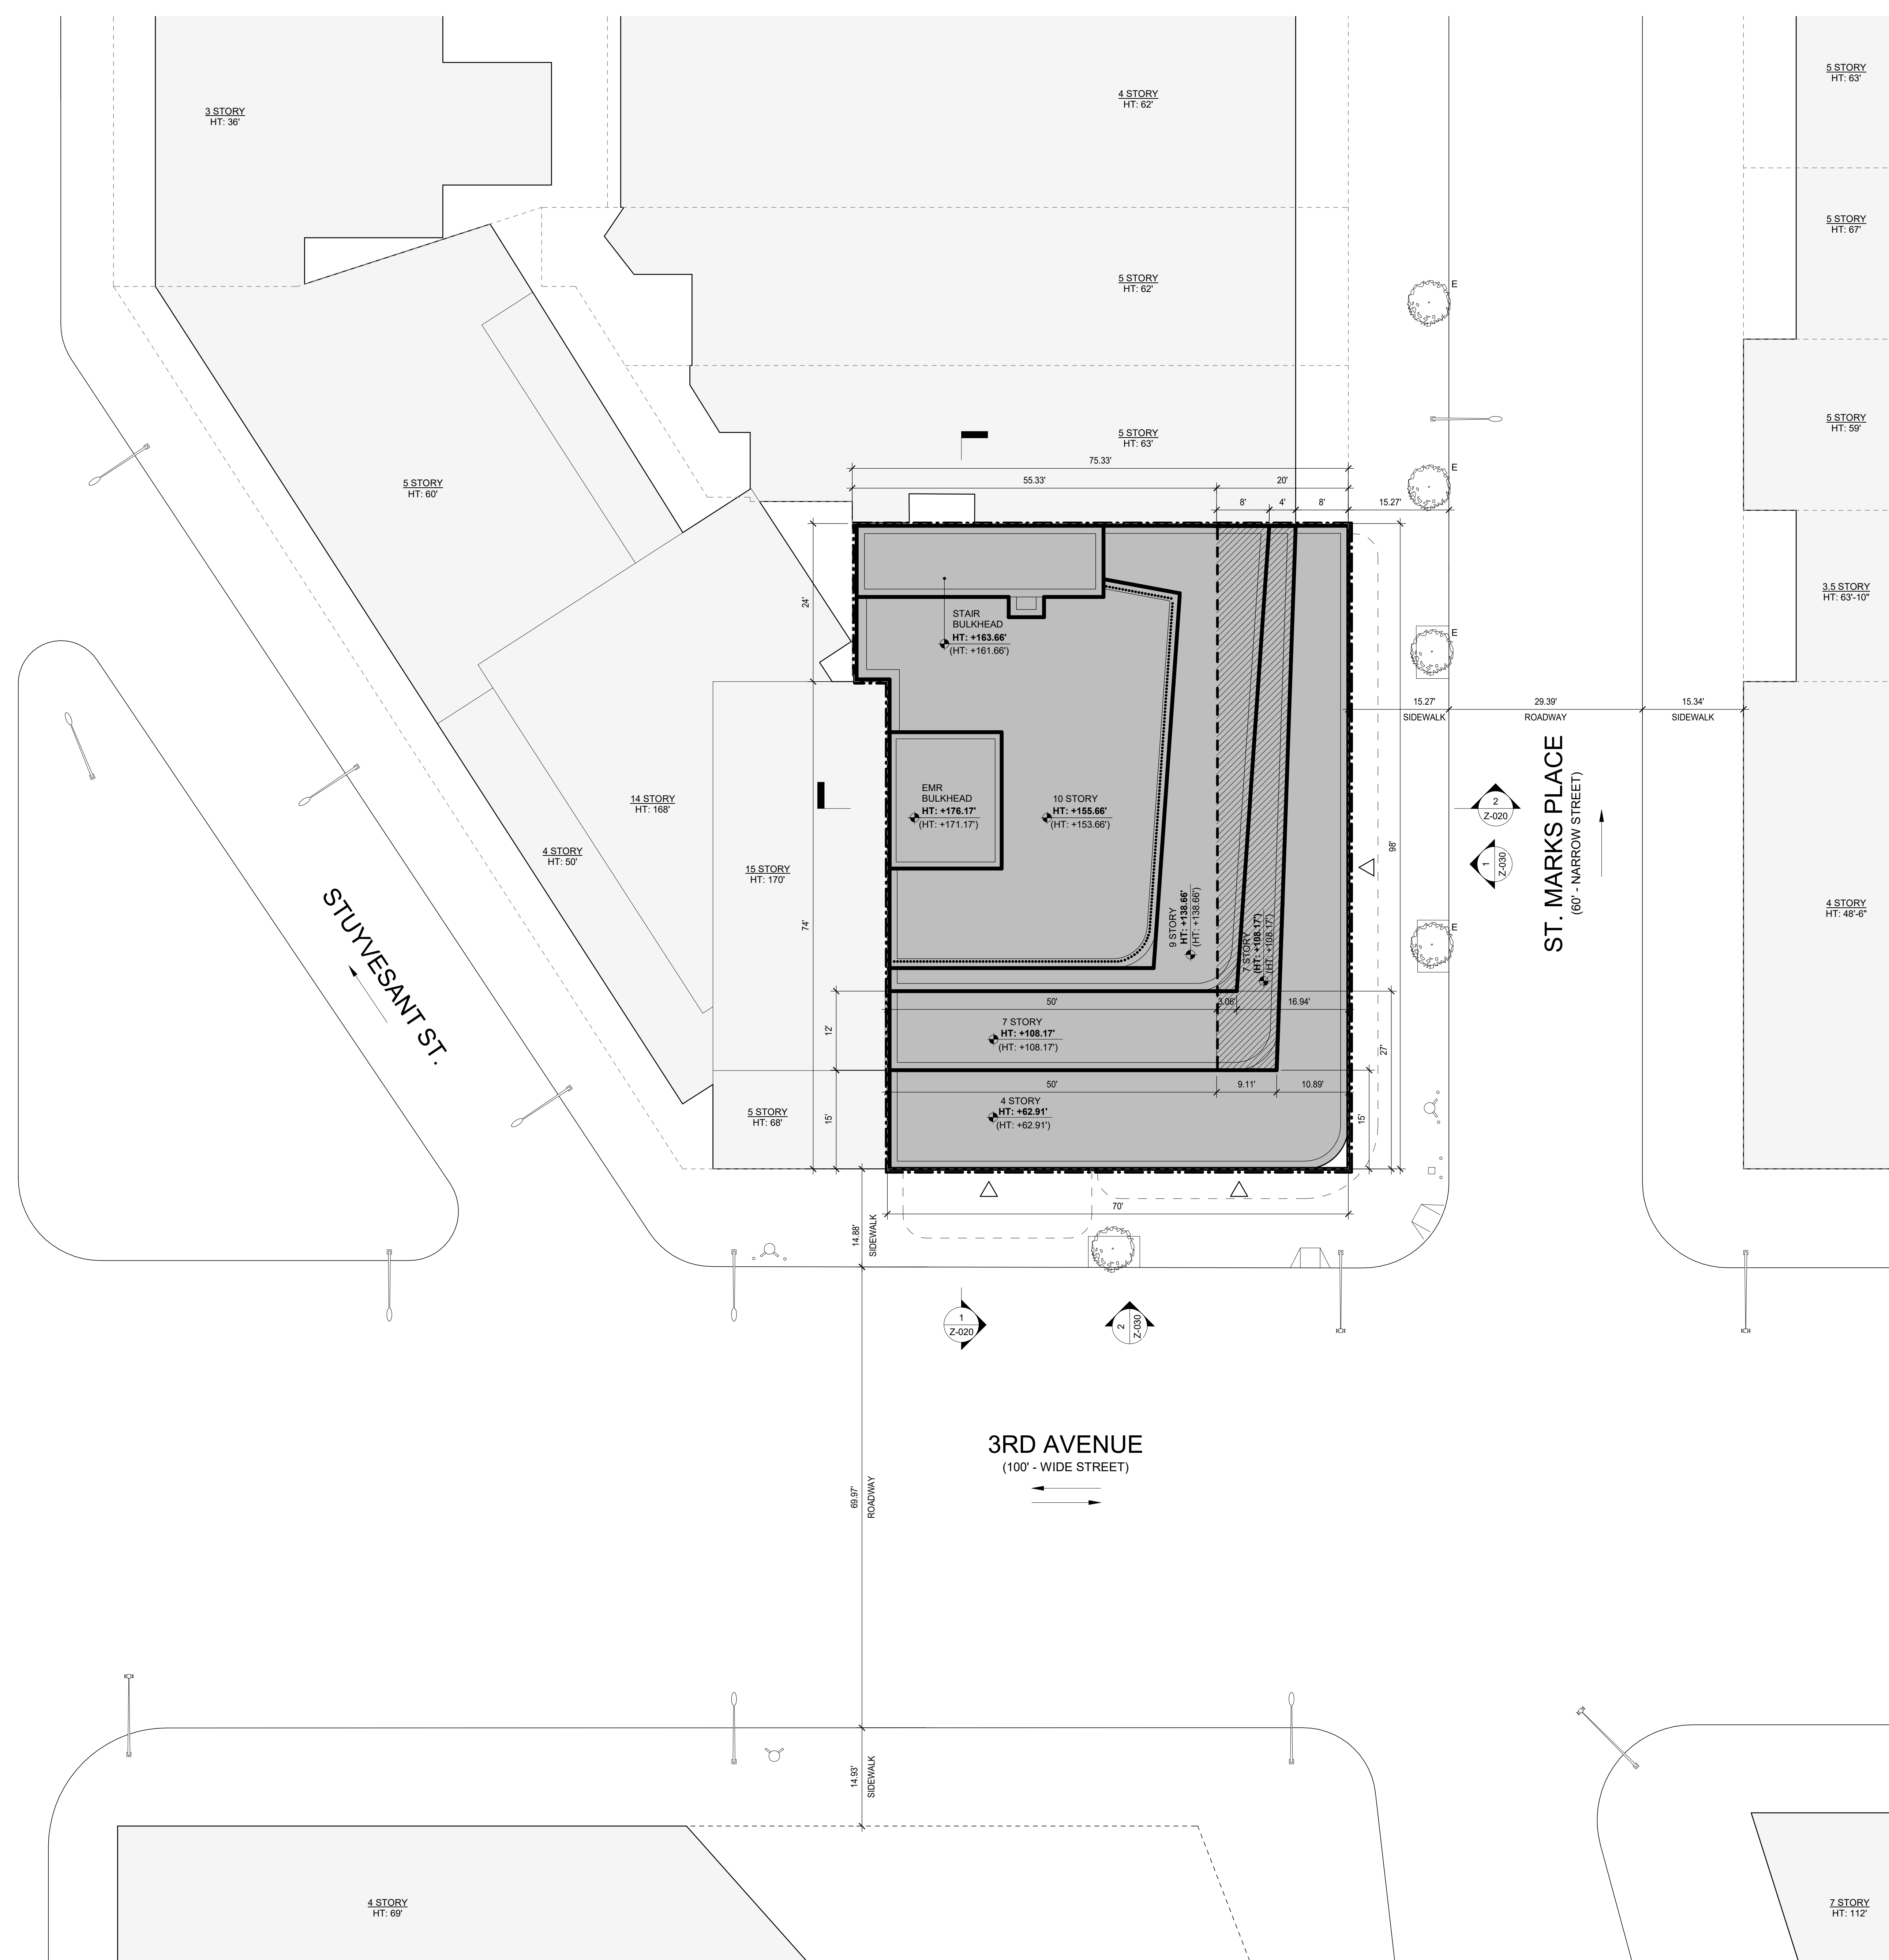 3 STORY
HT: 36'
4 STORY
HT: 62'
5 STORY
HT: 63'
5 STORY
HT: 62'
5 STORY
HT: 67'
E
5 STORY
HT: 63'
5 STORY
HT: 59'
75.33'
E
5 STORY
HT: 60'
55.33'
20'
8'
4'
8'
15.27'
24'
3.5 STORY
HT: 63'-10"
STAIR
BULKHEAD
HT: +163.66'
(HT: +161.66')
E
15.27'
29.39'
15.34'
SIDEWALK
ROADWAY
SIDEWALK
14 STORY
HT: 168'
EMR
BULKHEAD
HT: +176.17'
(HT: +171.17')
10 STORY
HT: +155.66'
(HT: +153.66')
2
Z-020
1
Z-030
ST. MARKS PLACE
(60' - NARROW STREET)
98'
4 STORY
HT: 50'
15 STORY
HT: 170'
74'
9 STORY
HT: +138.66'
(HT: +138.66')
7 STORY
(HT: +108.17')
(HT: +108.17')
E
4 STORY
HT: 48'-6"
STUYVESANT ST.
50'
3.06'
16.94'
12'
7 STORY
HT: +108.17'
(HT: +108.17')
27'
50'
9.11'
10.89'
5 STORY
HT: 68'
15'
4 STORY
HT: +62.91'
(HT: +62.91')
15'
70'
14.88'
SIDEWALK
1
Z-020
2
Z-030
3RD AVENUE
(100' - WIDE STREET)
69.97'
ROADWAY
14.93'
SIDEWALK
4 STORY
HT: 69'
7 STORY
HT: 112'